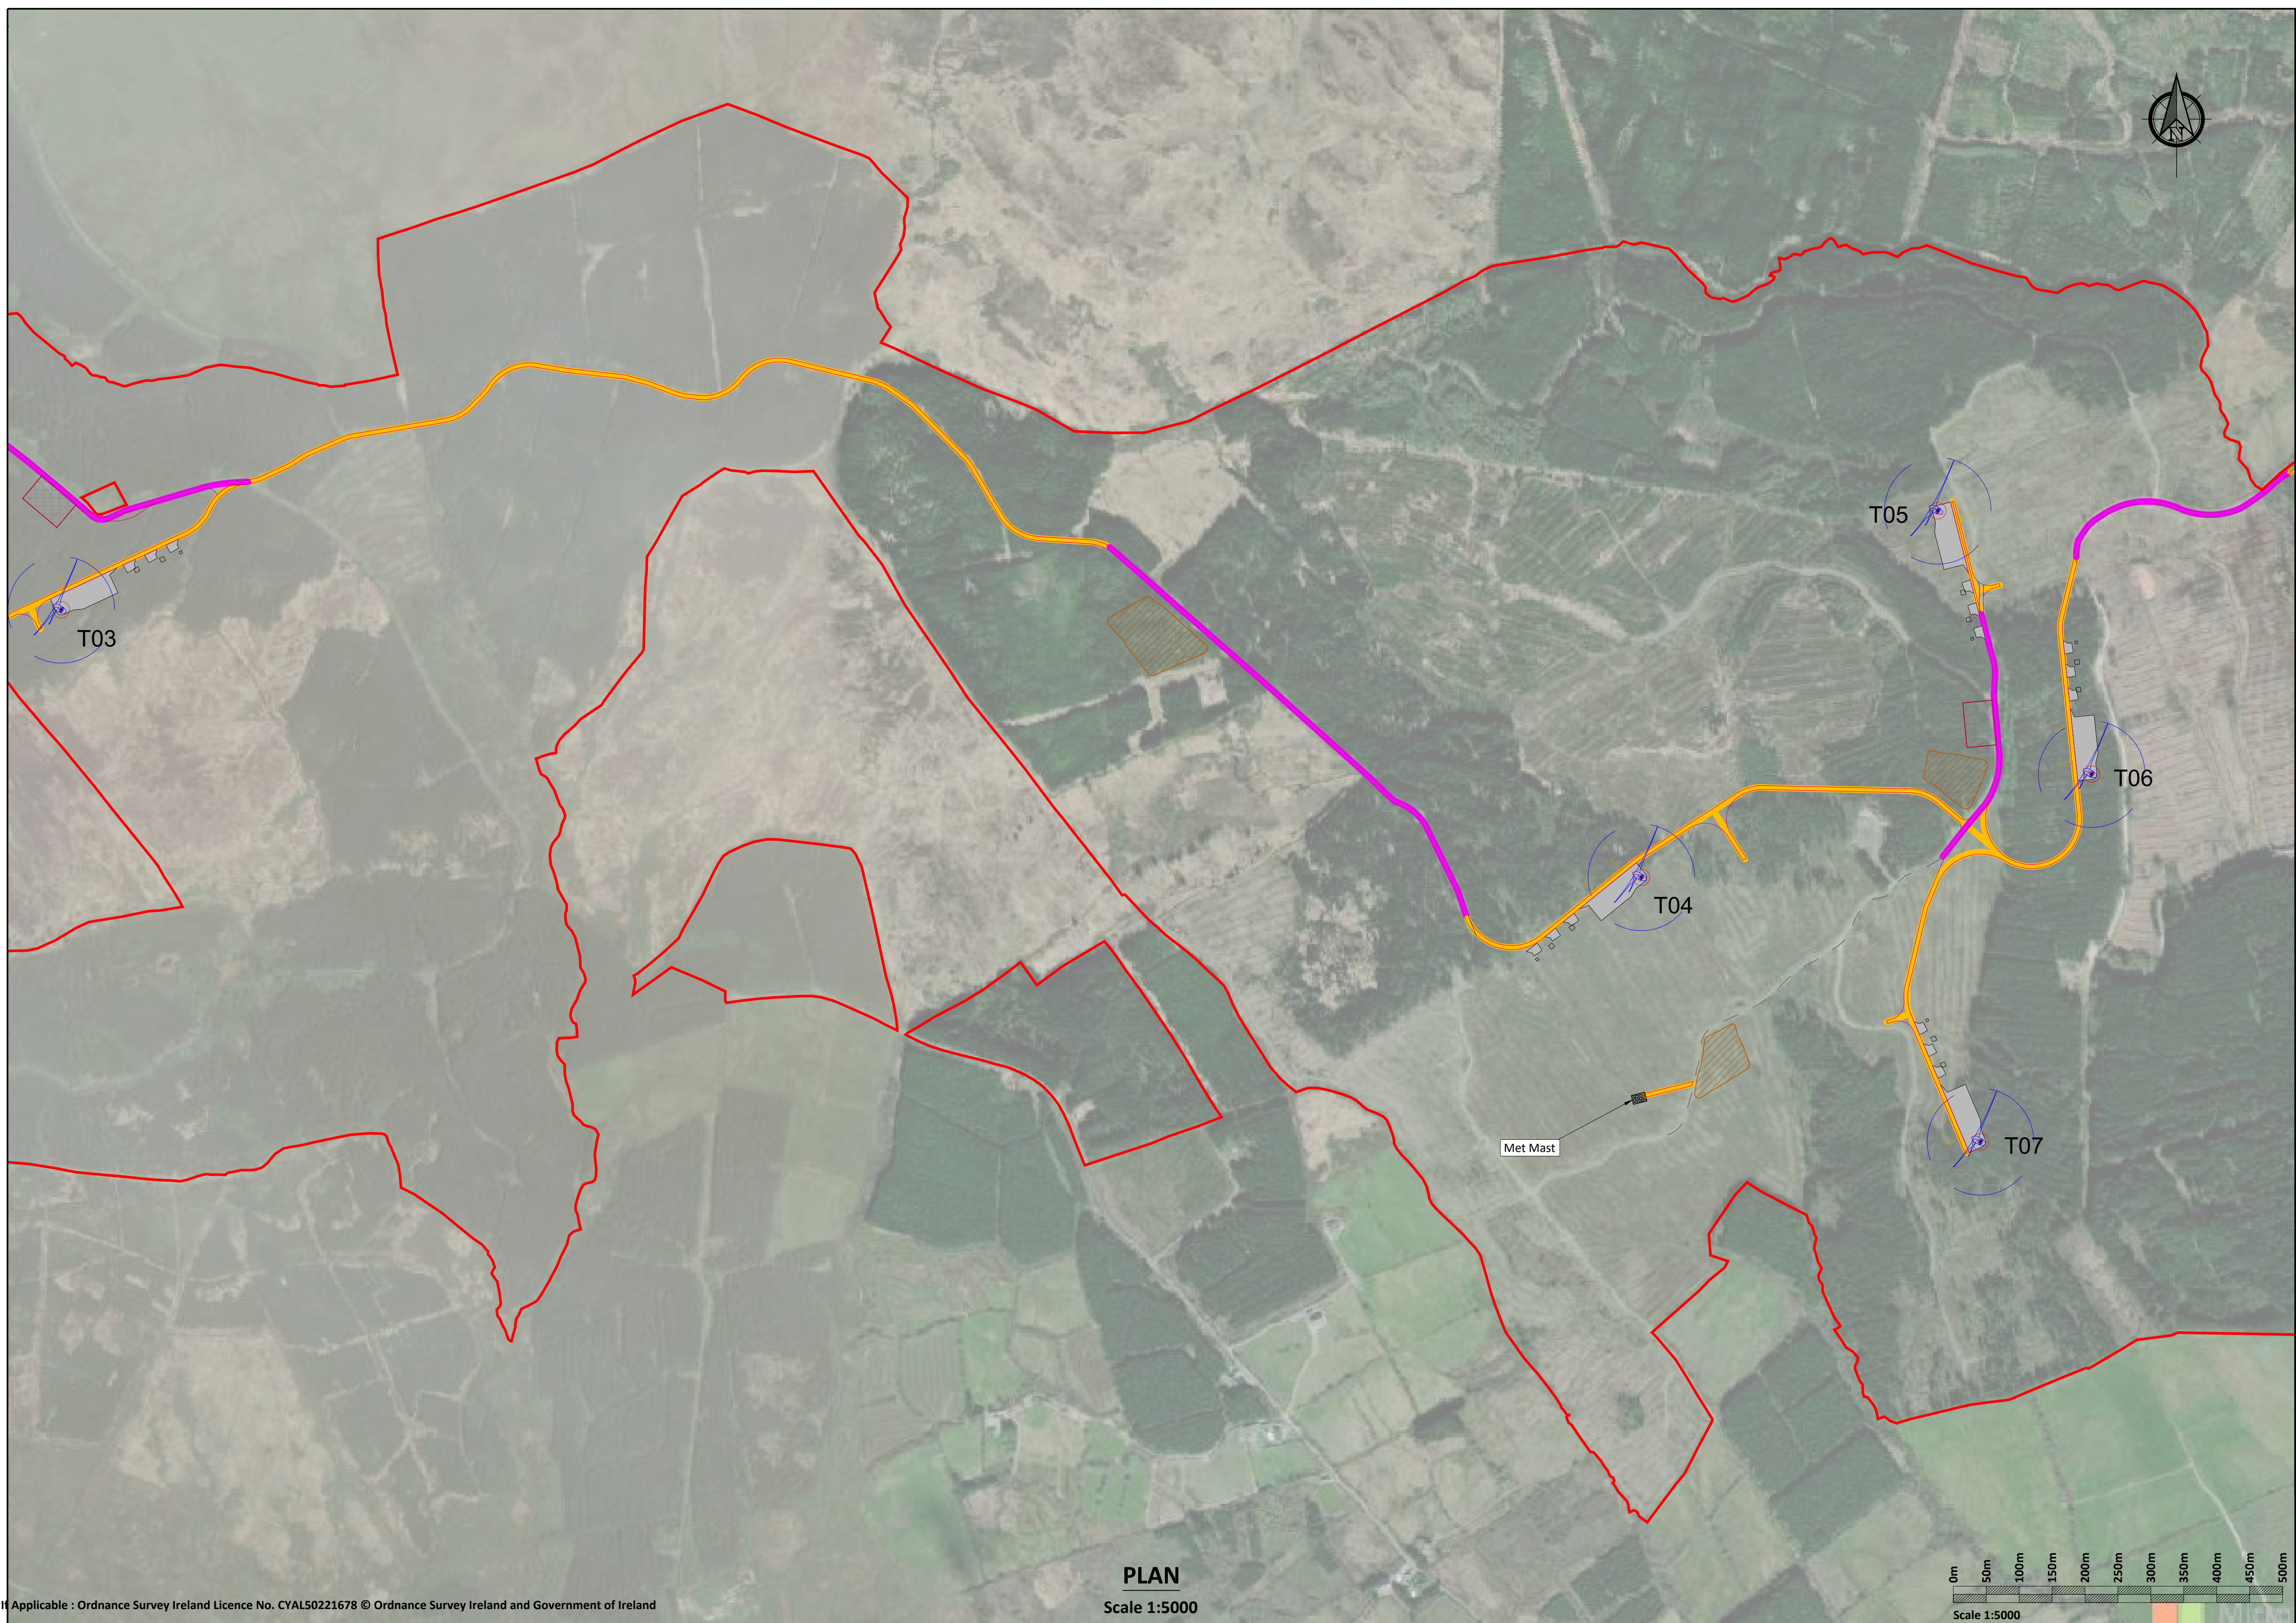 N
T05
T03
T06
T04
Met Mast
T07
PLAN
Scale 1:5000
If Applicable : Ordnance Survey Ireland Licence No. CYAL50221678 © Ordnance Survey Ireland and Government of Ireland
0m
50m
100m
150m
200m
250m
300m
350m
400m
450m
500m
Scale 1:5000